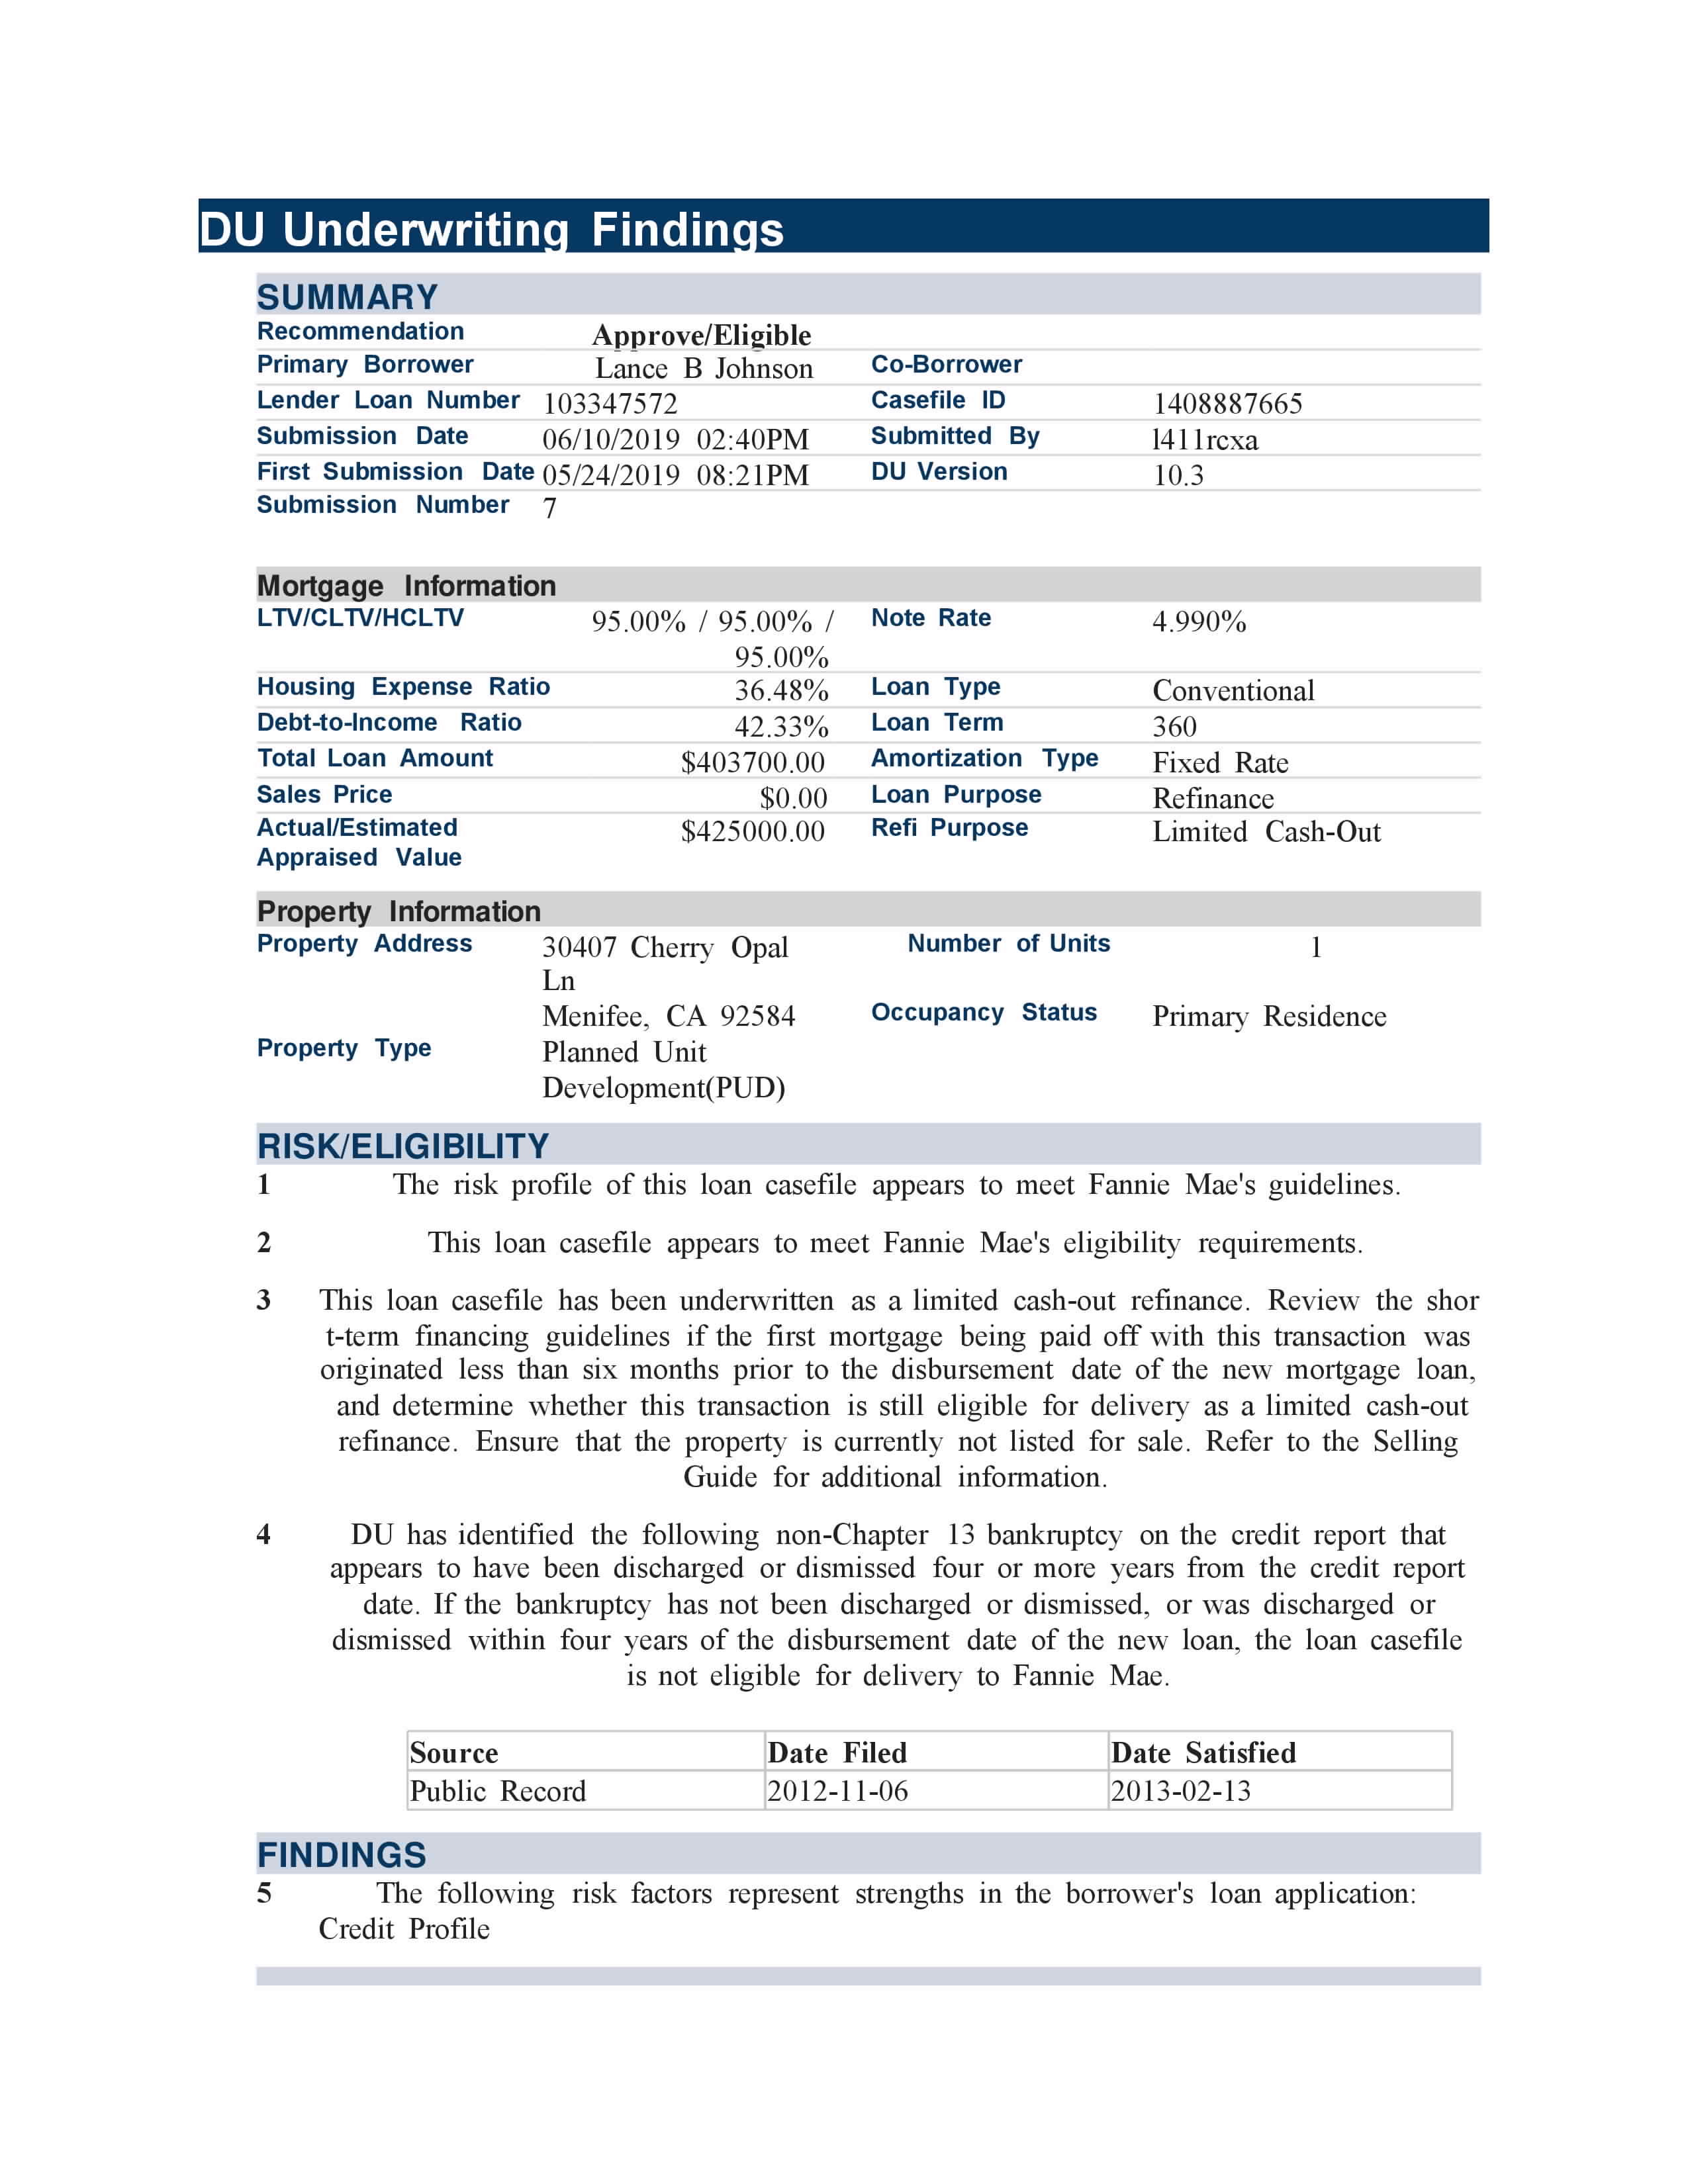 DU Underwriting Findings
SUMMARY
Recommendation Approve/Eligible
Primary Borrower Lance B Johnson Co-Borrower
Lender Loan Number 103347572 Casefile ID 1408887665
Submission Date 06/10/2019 02:40PM Submitted By l411rcxa
First Submission Date 05/24/2019 08:21PM DU Version 10.3
Submission Number 7
Mortgage Information
LTV/CLTV/HCLTV 95.00% / 95.00% / Note Rate 4.990%
95.00%
Housing Expense Ratio 36.48% Loan Type Conventional
Debt-to-Income Ratio 42.33% Loan Term 360
Total Loan Amount $403700.00 Amortization Type Fixed Rate
Sales Price $0.00 Loan Purpose Refinance
Actual/Estimated $425000.00 Refi Purpose Limited Cash-Out
Appraised Value
Property Information
Property Address 30407 Cherry Opal Number of Units 1
Ln
Menifee, CA 92584 Occupancy Status Primary Residence
Property Type Planned Unit
Development(PUD)
RISK/ELIGIBILITY
1 The risk profile of this loan casefile appears to meet Fannie Mae's guidelines.
2 This loan casefile appears to meet Fannie Mae's eligibility requirements.
3 This loan casefile has been underwritten as a limited cash-out refinance. Review the shor
t-term financing guidelines if the first mortgage being paid off with this transaction was
originated less than six months prior to the disbursement date of the new mortgage loan,
and determine whether this transaction is still eligible for delivery as a limited cash-out
refinance. Ensure that the property is currently not listed for sale. Refer to the Selling
Guide for additional information.
4 DU has identified the following non-Chapter 13 bankruptcy on the credit report that
appears to have been discharged or dismissed four or more years from the credit report
date. If the bankruptcy has not been discharged or dismissed, or was discharged or
dismissed within four years of the disbursement date of the new loan, the loan casefile
is not eligible for delivery to Fannie Mae.
Source Date Filed Date Satisfied
Public Record 2012-11-06 2013-02-13
FINDINGS
5 The following risk factors represent strengths in the borrower's loan application:
Credit Profile